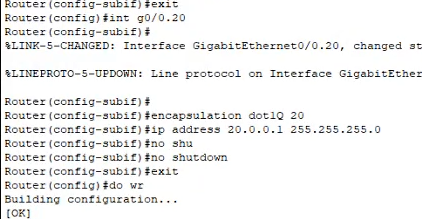 Router(config-subif)#exit
Router(config)#int g0/0.20
Router(config-subif)#
%LINK-5-CHANGED: Interface GigabitEthernet0/0.20, changed st
%LINEPROTO-5-UPDOWN: Line protocol on Interface GigabitEther
Router(config-subif)#
Router(config-subif)#encapsulation dot1Q 20
Router(config-subif)#ip address 20.0.0.1 255.255.255.0
Router(config-subif)#no shu
Router(config-subif)#no shutdown
Router(config-subif)#exit
Router(config)#do wr
Building configuration...
[OK]